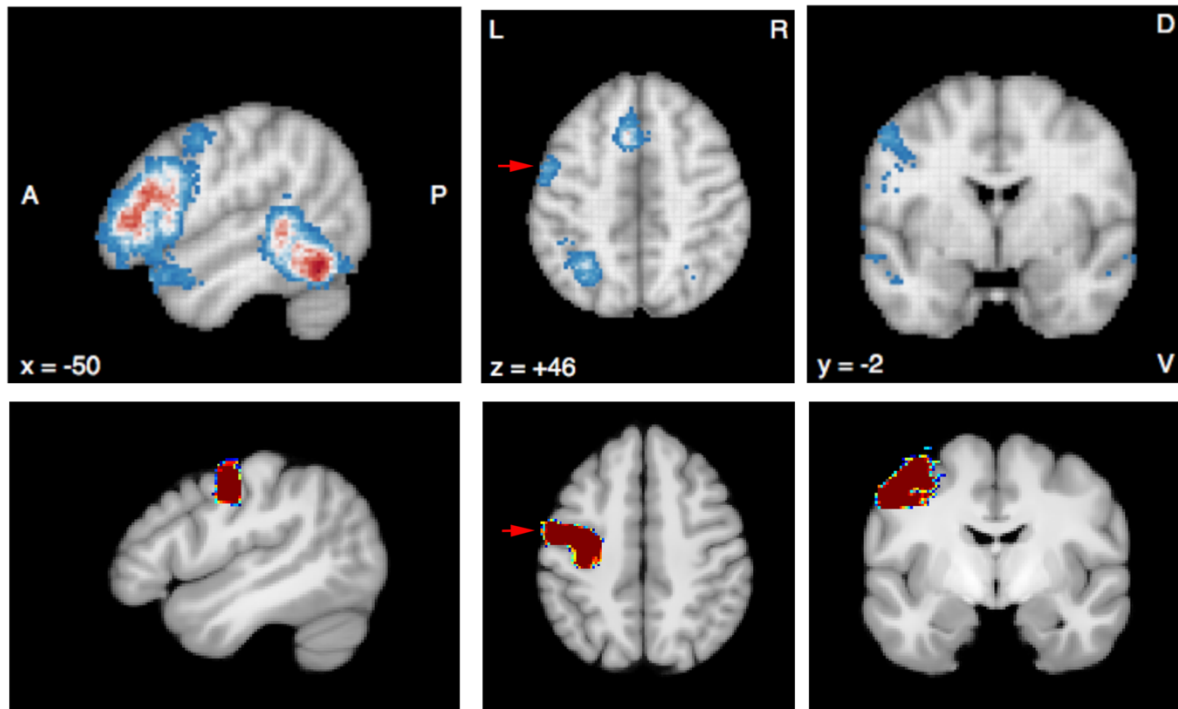 L R D
A P
x = -50 z = +46 y = -2 V